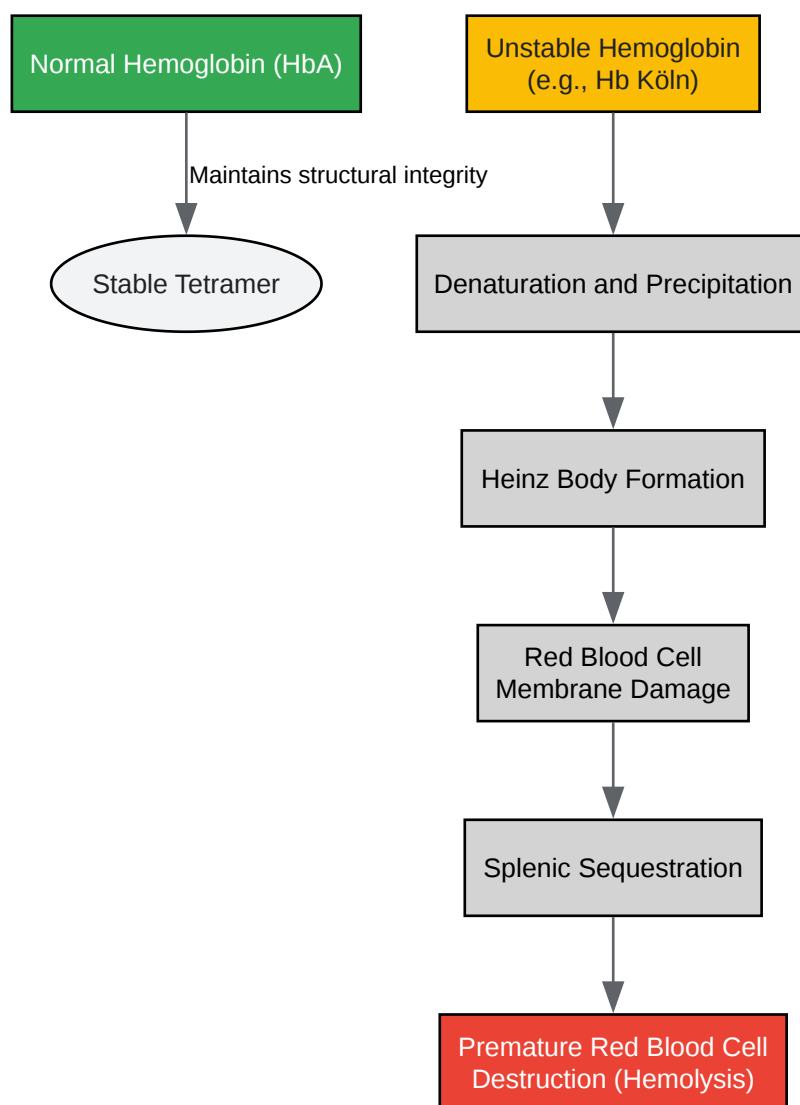 Normal Hemoglobin (HbA)
Unstable Hemoglobin
(e.g., Hb Köln)
Maintains structural integrity
Stable Tetramer
Denaturation and Precipitation
Heinz Body Formation
Red Blood Cell
Membrane Damage
Splenic Sequestration
Premature Red Blood Cell
Destruction (Hemolysis)